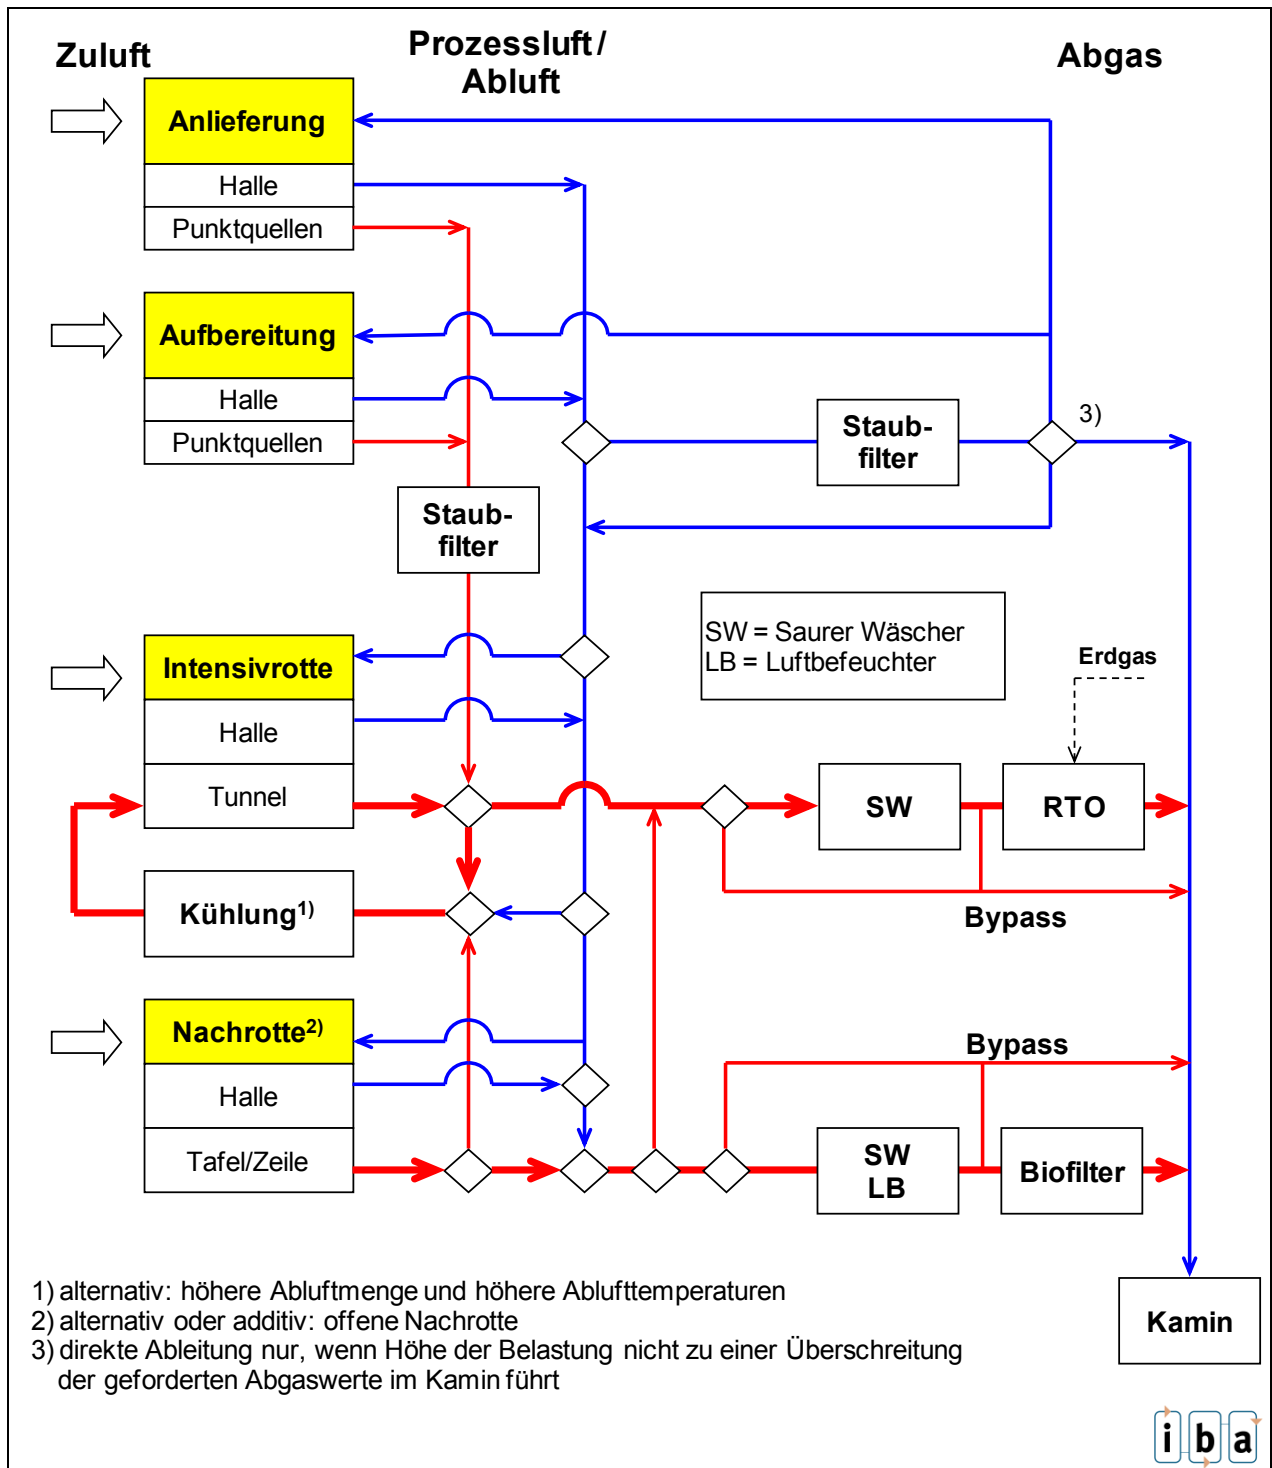 Zuluft
Prozessluft /
Abluft
Abgas
Anlieferung
Halle
Punktquellen
Aufbereitung
Halle
Punktquellen
Staub-
filter
3)
Staub-
filter
SW = Saurer Wäscher
LB = Luftbefeuchter
Erdgas
Intensivrotte
Halle
Tunnel
SW
RTO
Kühlung1)
Bypass
Nachrotte2)
Halle
Tafel/Zeile
Bypass
SW
LB
Biofilter
Kamin
1) alternativ: höhere Abluftmenge und höhere Ablufttemperaturen
2) alternativ oder additiv: offene Nachrotte
3) direkte Ableitung nur, wenn Höhe der Belastung nicht zu einer Überschreitung
der geforderten Abgaswerte im Kamin führt
iba